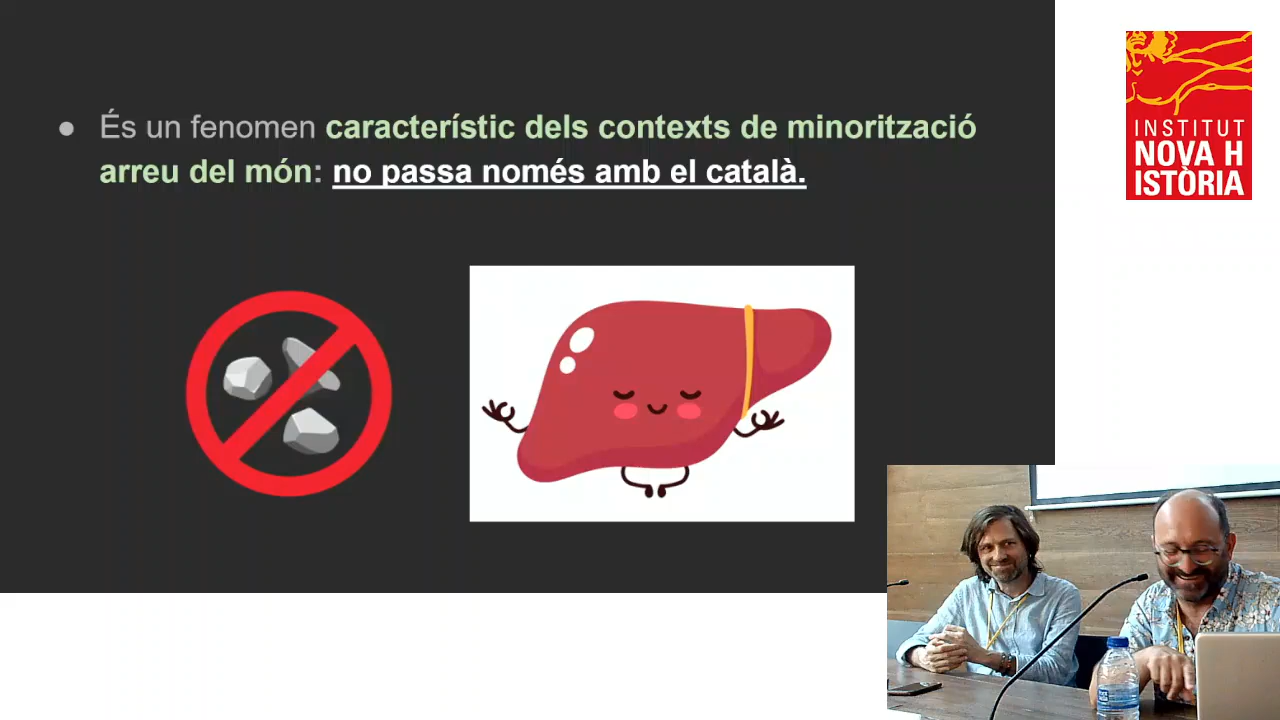 ● És un fenomen característic dels contexts de minorització
arreu del món: no passa només amb el català.
INSTITUT
NOVA H
ISTÒRIA